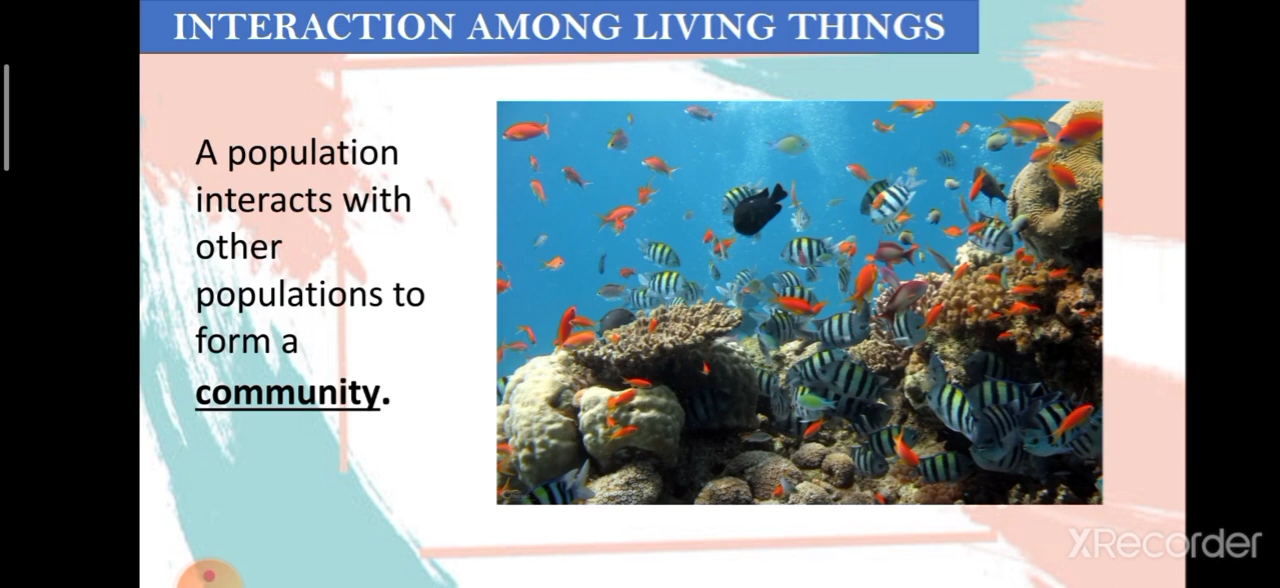 INTERACTION AMONG LIVING THINGS
A population
interacts with
other
populations to
form a
community.
XRecorder